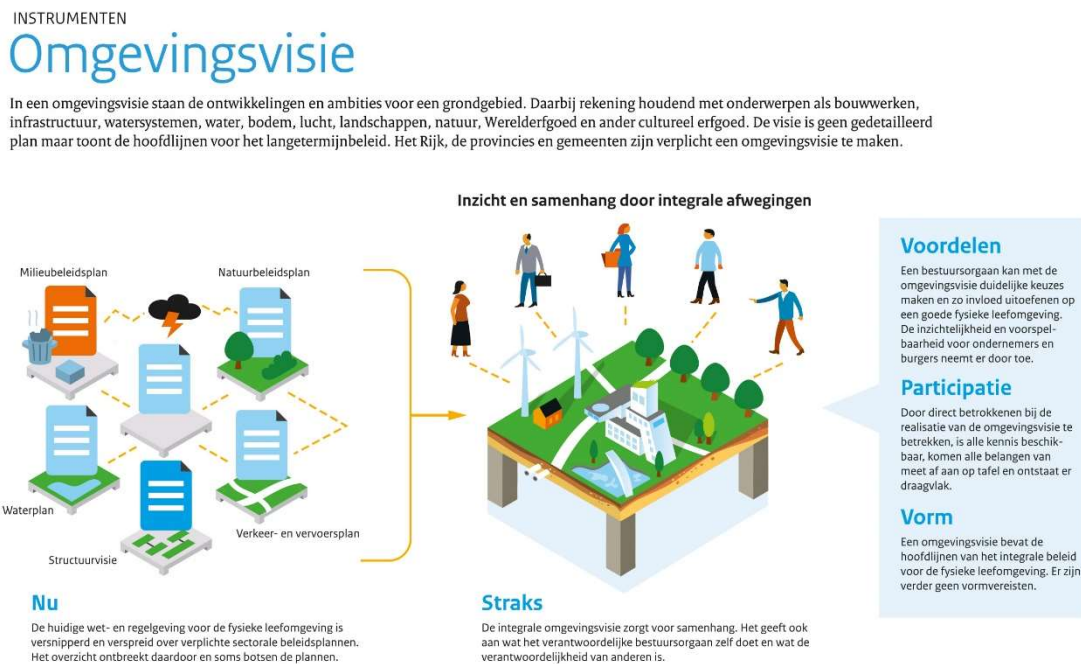 INSTRUMENTEN
Omgevingsvisie
In een omgevingsvisie staan de ontwikkelingen en ambities voor een grondgebied. Daarbij rekening houdend met onderwerpen als bouwwerken,
infrastructuur, watersystemen, water, bodem, lucht, landschappen, natuur, Werelderfgoed en ander cultureel erfgoed. De visie is geen gedetailleerd
plan maar toont de hoofdlijnen voor het langetermijnbeleid. Het Rijk, de provincies en gemeenten zijn verplicht een omgevingsvisie te maken.
Milieubeleidsplan
Natuurbeleidsplan
Waterplan
Verkeer- en vervoersplan
Structuurvisie
Nu
De huidige wet- en regelgeving voor de fysieke leefomgeving is
versnipperd en verspreid over verplichte sectorale beleidsplannen.
Het overzicht ontbreekt daardoor en soms botsen de plannen.
Inzicht en samenhang door integrale afwegingen
Straks
De integrale omgevingsvisie zorgt voor samenhang. Het geeft ook
aan wat het verantwoordelijke bestuursorgaan zelf doet en wat de
verantwoordelijkheid van anderen is.
Voordelen
Een bestuursorgaan kan met de
omgevingsvisie duidelijke keuzes
maken en zo invloed uitoefenen op
een goede fysieke leefomgeving.
De inzichtelijkheid en voorspel-
baarheid voor ondernemers en
burgers neemt er door toe.
Participatie
Door direct betrokkenen bij de
realisatie van de omgevingsvisie te
betrekken, is alle kennis beschik-
baar, komen alle belangen van
meet af aan op tafel en ontstaat er
draagvlak.
Vorm
Een omgevingsvisie bevat de
hoofdlijnen van het integrale beleid
voor de fysieke leefomgeving. Er zijn
verder geen vormvereisten.